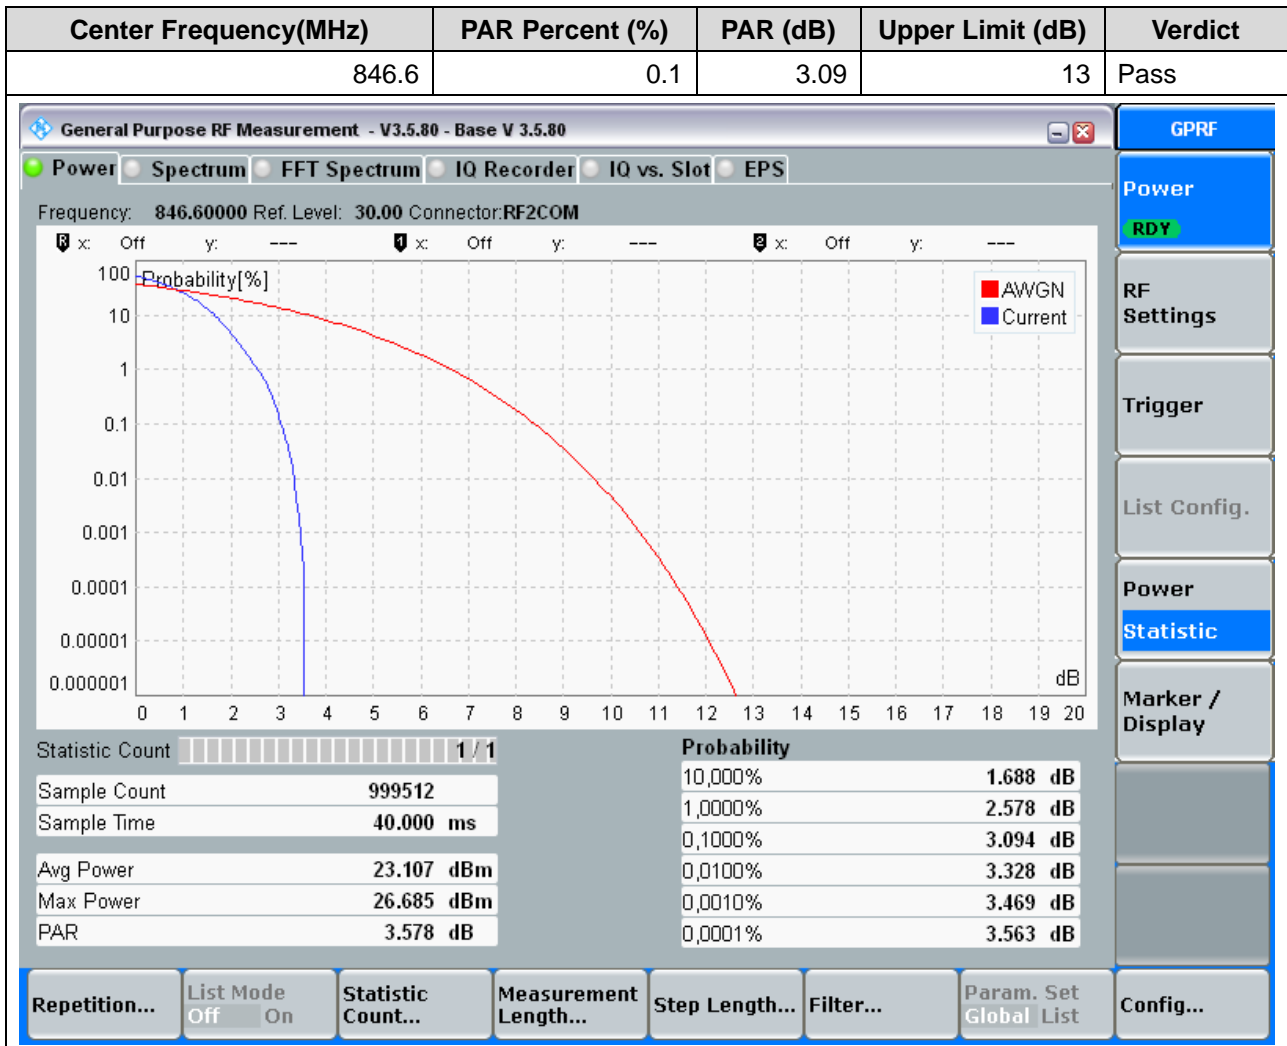 Center Frequency(MHz) PAR Percent (%) PAR (dB) Upper Limit (dB) Verdict
846.6 0.1 3.09 13 Pass
General Purpose RF Measurement - V3.5.80 - Base V 3.5.80
GPRF
Power Spectrum FFT Spectrum IQ Recorder IQ vs. Slot EPS
Frequency: 846.60000 Ref. Level: 30.00 Connector:RF2COM
R x: Off y: --- 1 x: Off y: --- 2 x: Off y: ---
Probability[%]
100
10
1
0.1
0.01
0.001
0.0001
0.00001
0.000001
AWGN
Current
dB
0 1 2 3 4 5 6 7 8 9 10 11 12 13 14 15 16 17 18 19 20
Statistic Count 1 / 1
Sample Count 999512
Sample Time 40.000 ms
Avg Power 23.107 dBm
Max Power 26.685 dBm
PAR 3.578 dB
Probability
10,000% 1.688 dB
1,0000% 2.578 dB
0,1000% 3.094 dB
0,0100% 3.328 dB
0,0010% 3.469 dB
0,0001% 3.563 dB
Power
RDY
RF
Settings
Trigger
List Config.
Power
Statistic
Marker /
Display
Repetition...
List Mode
Off On
Statistic
Count...
Measurement
Length...
Step Length...
Filter...
Param. Set
Global List
Config...